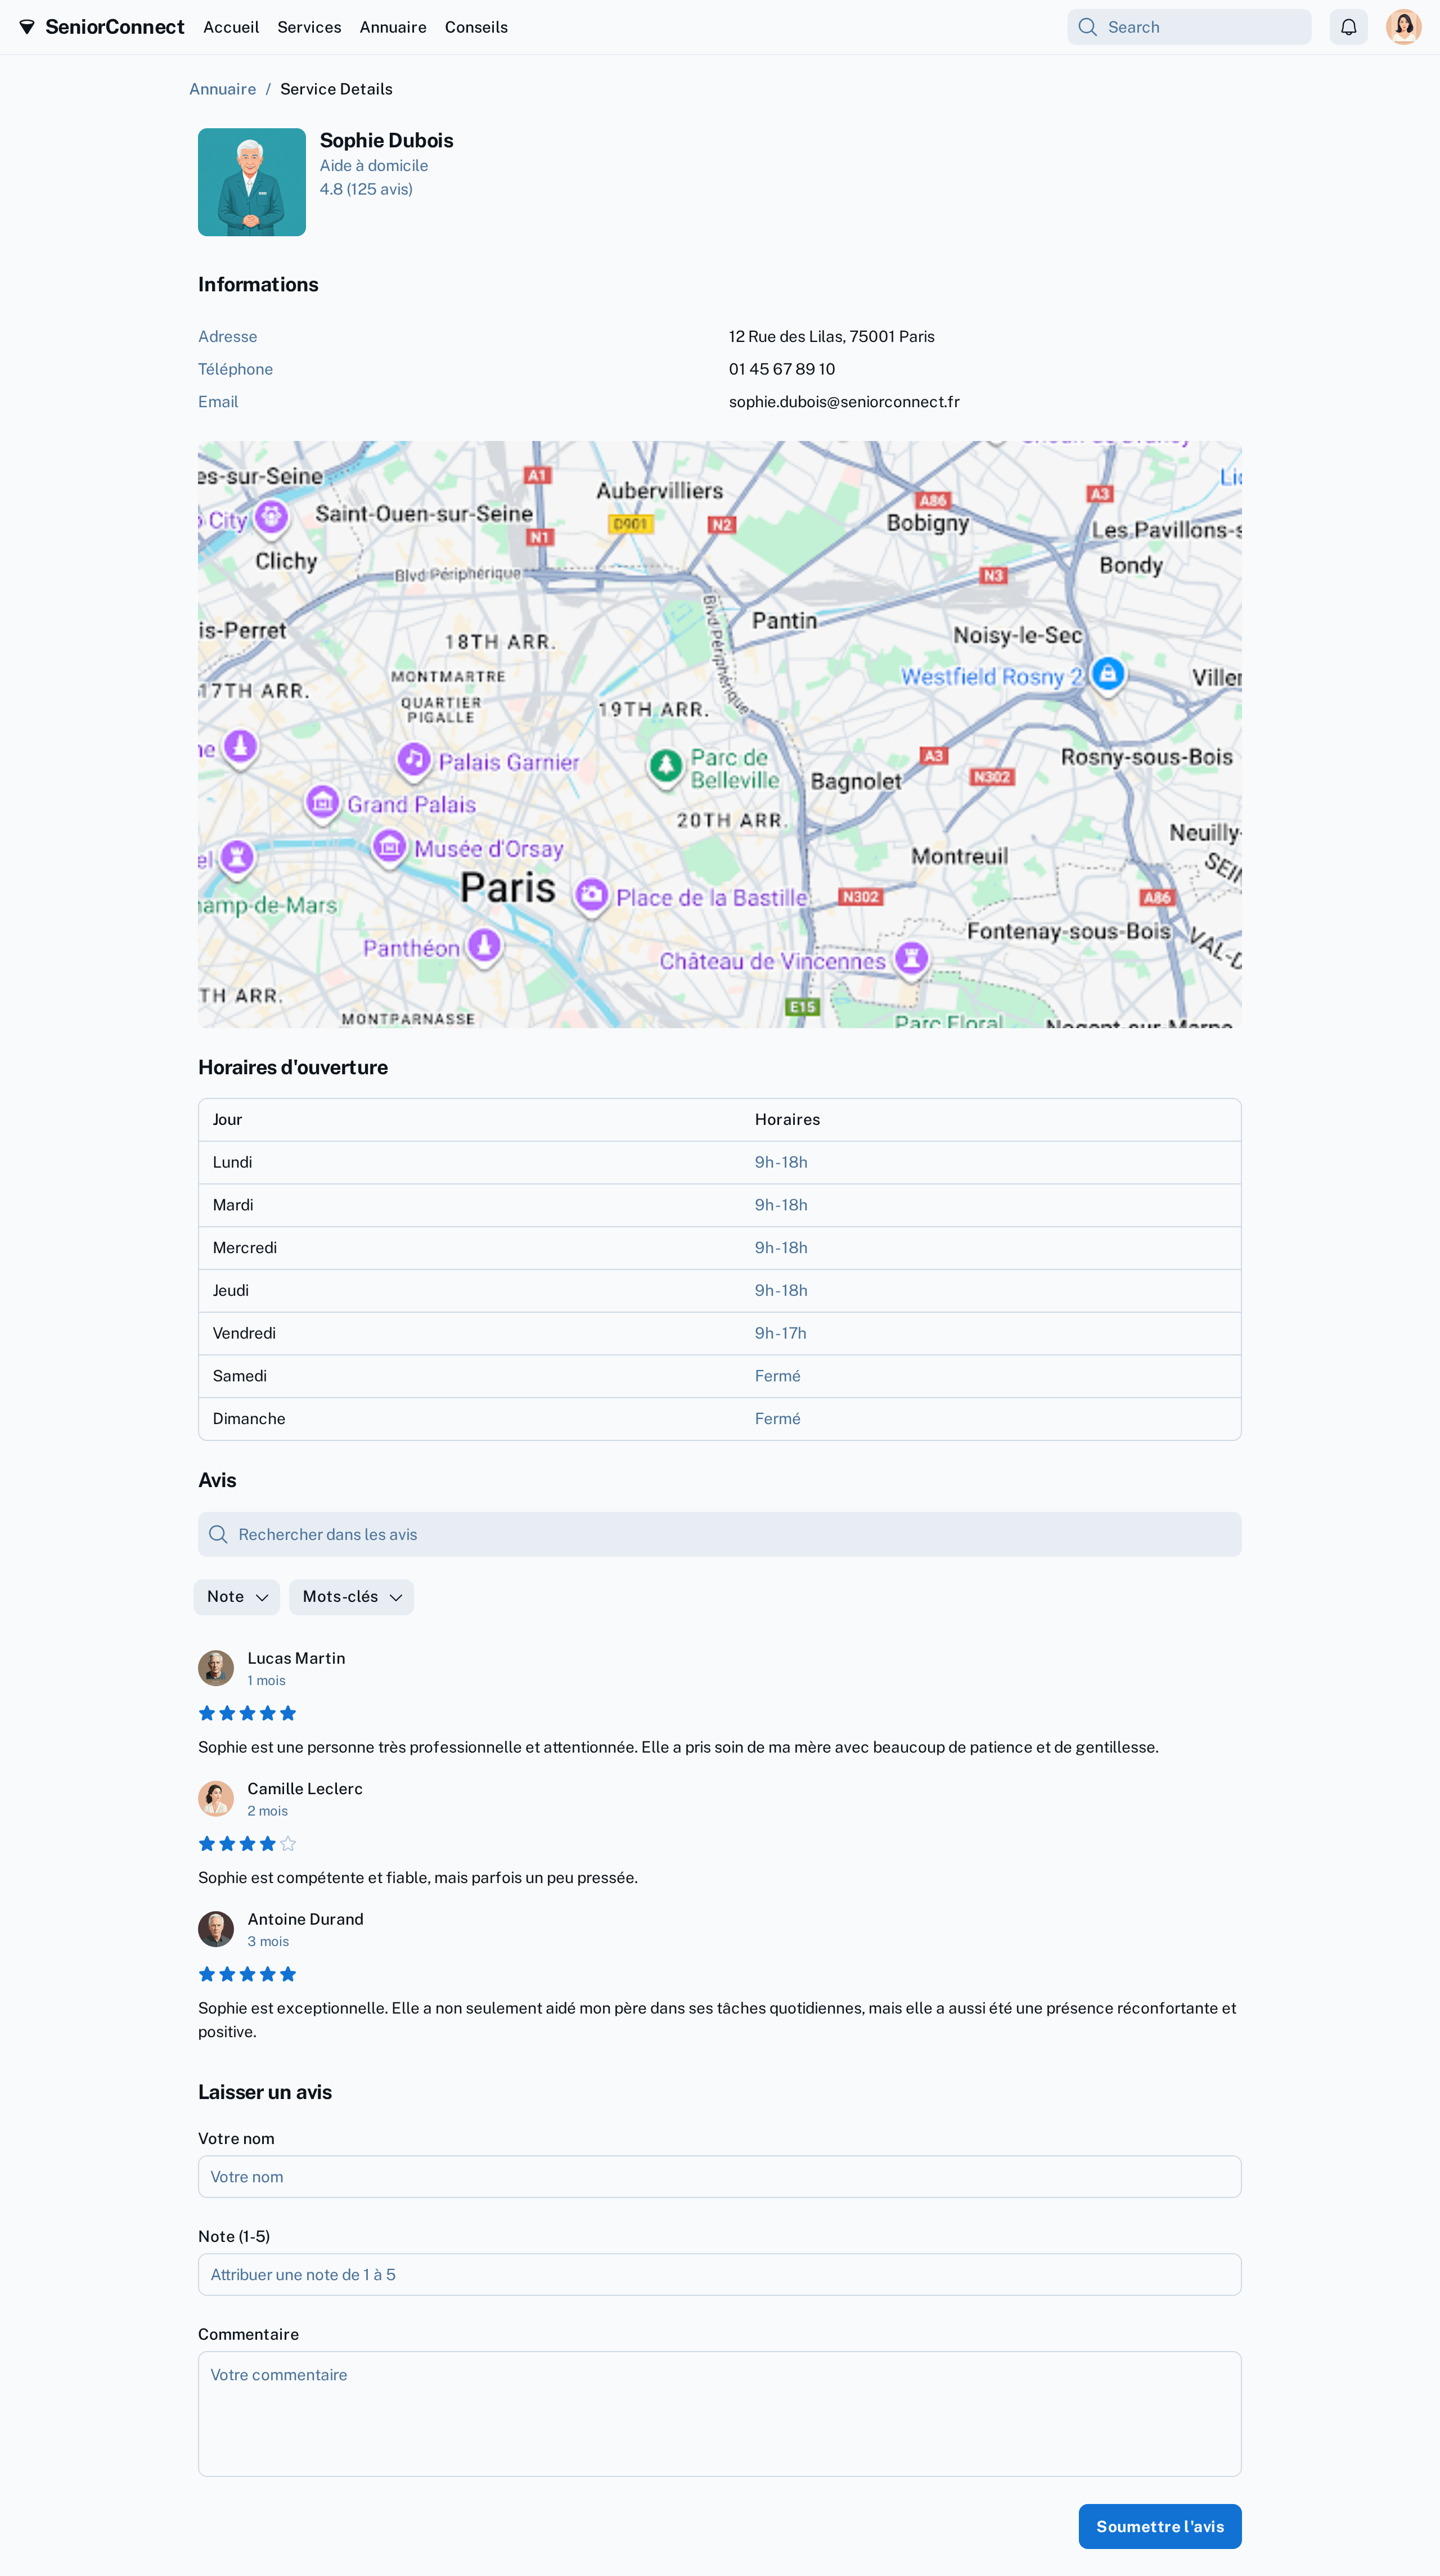 SeniorConnect
Accueil
Services
Annuaire
Conseils
Search
Annuaire / Service Details
Sophie Dubois
Aide à domicile
4.8 (125 avis)
Informations
Adresse
12 Rue des Lilas, 75001 Paris
Téléphone
01 45 67 89 10
Email
sophie.dubois@seniorconnect.fr
es-sur-Seine
A1
Aubervilliers
A86
A3
City
Saint-Ouen-sur-Seine
D901
N2
Bobigny
N1
Les Pavillons-s
Clichy
Blvd Périphérique
N3
Bondy
Blvd Périphérique
is-Perret
Pantin
18TH ARR.
Noisy-le-Sec
MONTMARTRE
Westfield Rosny 2
Viller
17TH ARR.
QUARTIER
PIGALLE
19TH ARR.
ne
Palais Garnier
Parc de
Belleville
A3
Rosny-sous-Bois
Bagnolet
N302
Grand Palais
20TH ARR.
Neuilly-
el
Musée d'Orsay
Montreuil
SEIN
Paris
Place de la Bastille
N302
A86
hamp-de-Mars
Fontenay-sous-Bois
VAL-D
Panthéon
Château de Vincennes
TH ARR.
E15
MONTPARNASSE
Parc Floral
Nogent-sur-Marne
Horaires d'ouverture
Jour
Horaires
Lundi
9h-18h
Mardi
9h-18h
Mercredi
9h-18h
Jeudi
9h-18h
Vendredi
9h-17h
Samedi
Fermé
Dimanche
Fermé
Avis
Rechercher dans les avis
Note
Mots-clés
Lucas Martin
1 mois
Sophie est une personne très professionnelle et attentionnée. Elle a pris soin de ma mère avec beaucoup de patience et de gentillesse.
Camille Leclerc
2 mois
Sophie est compétente et fiable, mais parfois un peu pressée.
Antoine Durand
3 mois
Sophie est exceptionnelle. Elle a non seulement aidé mon père dans ses tâches quotidiennes, mais elle a aussi été une présence réconfortante et
positive.
Laisser un avis
Votre nom
Votre nom
Note (1-5)
Attribuer une note de 1 à 5
Commentaire
Votre commentaire
Soumettre l'avis